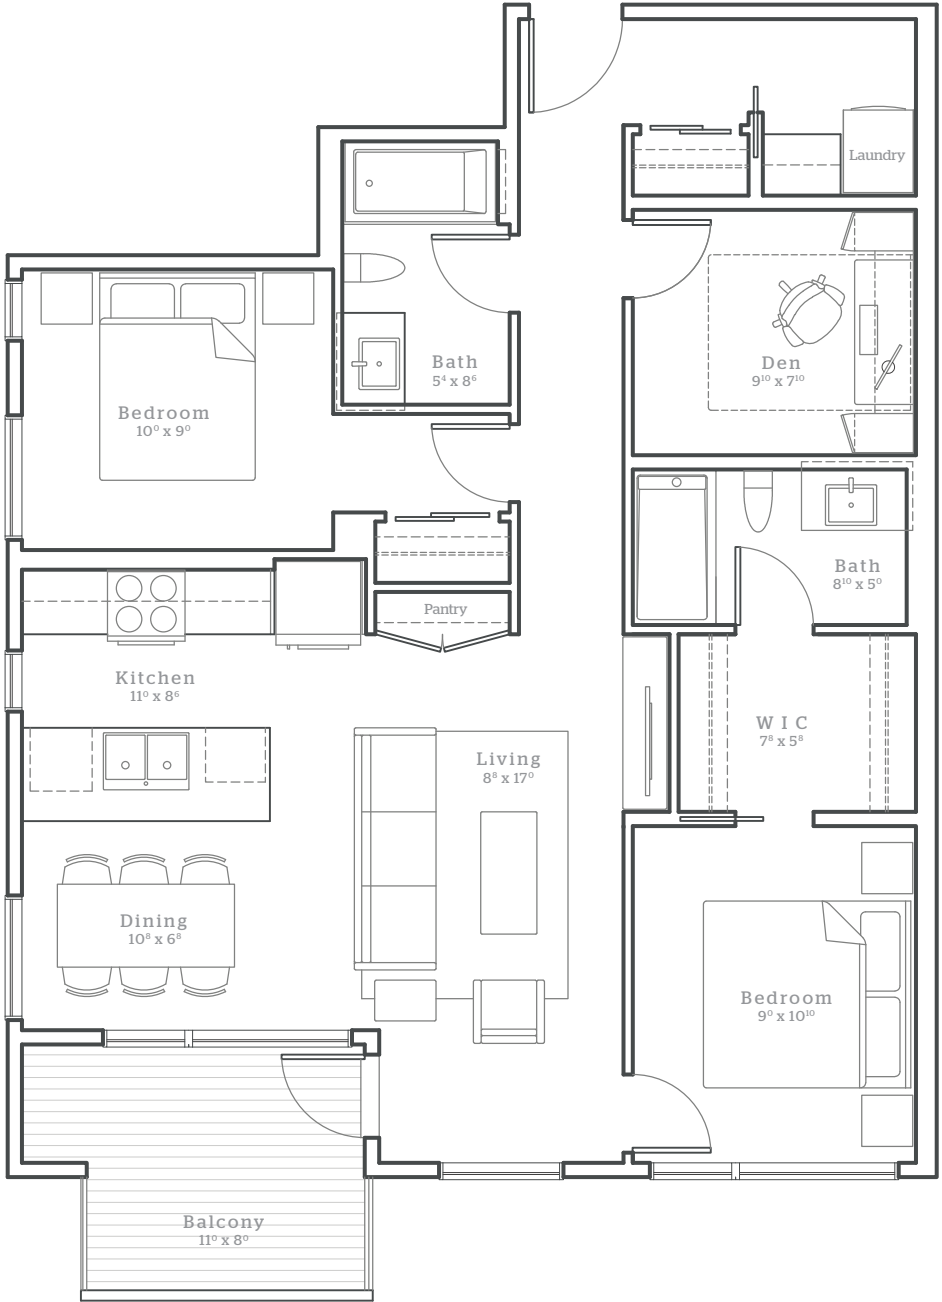 Laundry
Bath
5⁴ x 8⁶
Den
9¹⁰ x 7¹⁰
Bedroom
10⁰ x 9⁰
Bath
8¹⁰ x 5⁰
Pantry
Kitchen
11⁰ x 8⁶
WIC
7⁸ x 5⁸
Living
8⁸ x 17⁰
Dining
10⁸ x 6⁸
Bedroom
9⁰ x 10¹⁰
Balcony
11⁰ x 8⁰